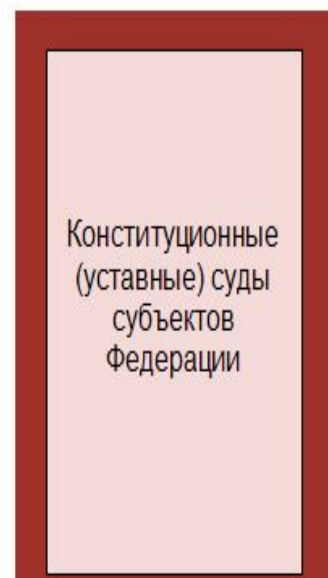 Конституционные
(уставные) суды
субъектов
Федерации